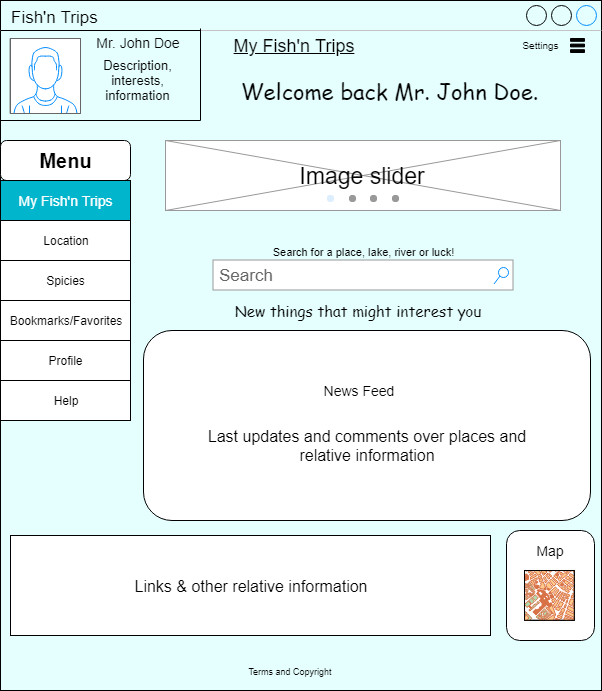 Fish'n Trips
Mr. John Doe
Description,
interests,
information
My Fish'n Trips
Settings
Welcome back Mr. John Doe.
Menu
My Fish'n Trips
Location
Spicies
Bookmarks/Favorites
Profile
Help
Image slider
Search for a place, lake, river or luck!
Search
New things that might interest you
News Feed
Last updates and comments over places and
relative information
Links & other relative information
Map
Terms and Copyright